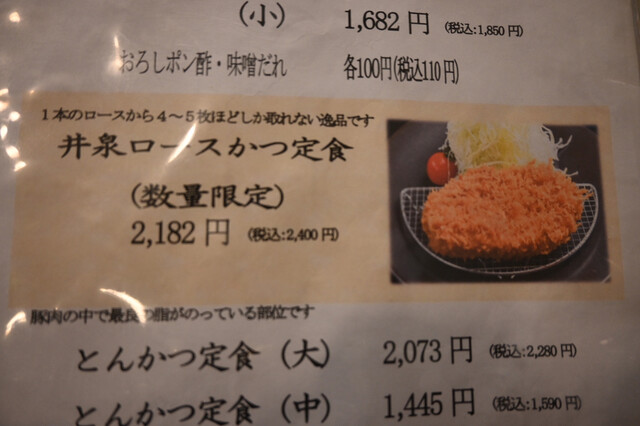 (小) 1,682 円 (税込:1,850 円)
おろしポン酢・味噌だれ 各100円(税込110円)
1本のロースから4~5枚ほどしか取れない逸品です
井泉ロースかつ定食
(数量限定)
2,182 円 (税込:2,400 円)
豚肉の中で最良の脂がのっている部位です
とんかつ定食 (大) 2,073 円 (税込:2,280 円)
とんかつ定食 (中) 1,445 円 (税込:1,590 円)